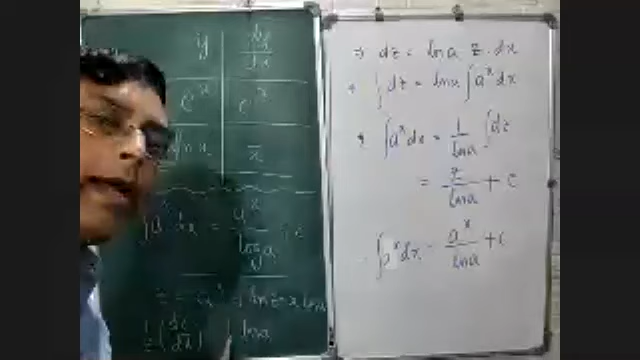 y dy/dx
e^x e^x
ln x 1/x
∫a^x dx = a^x/log a + c
z = a^x ⇒ ln z = x ln a
1/z (dz/dx) = ln a
⇒ dz = ln a z . dx
∫ dz = ln a ∫ a^x dx
∫ a^x dx = 1/ln a ∫ dz
= z/ln a + c
∫ a^x dx = a^x/ln a + c